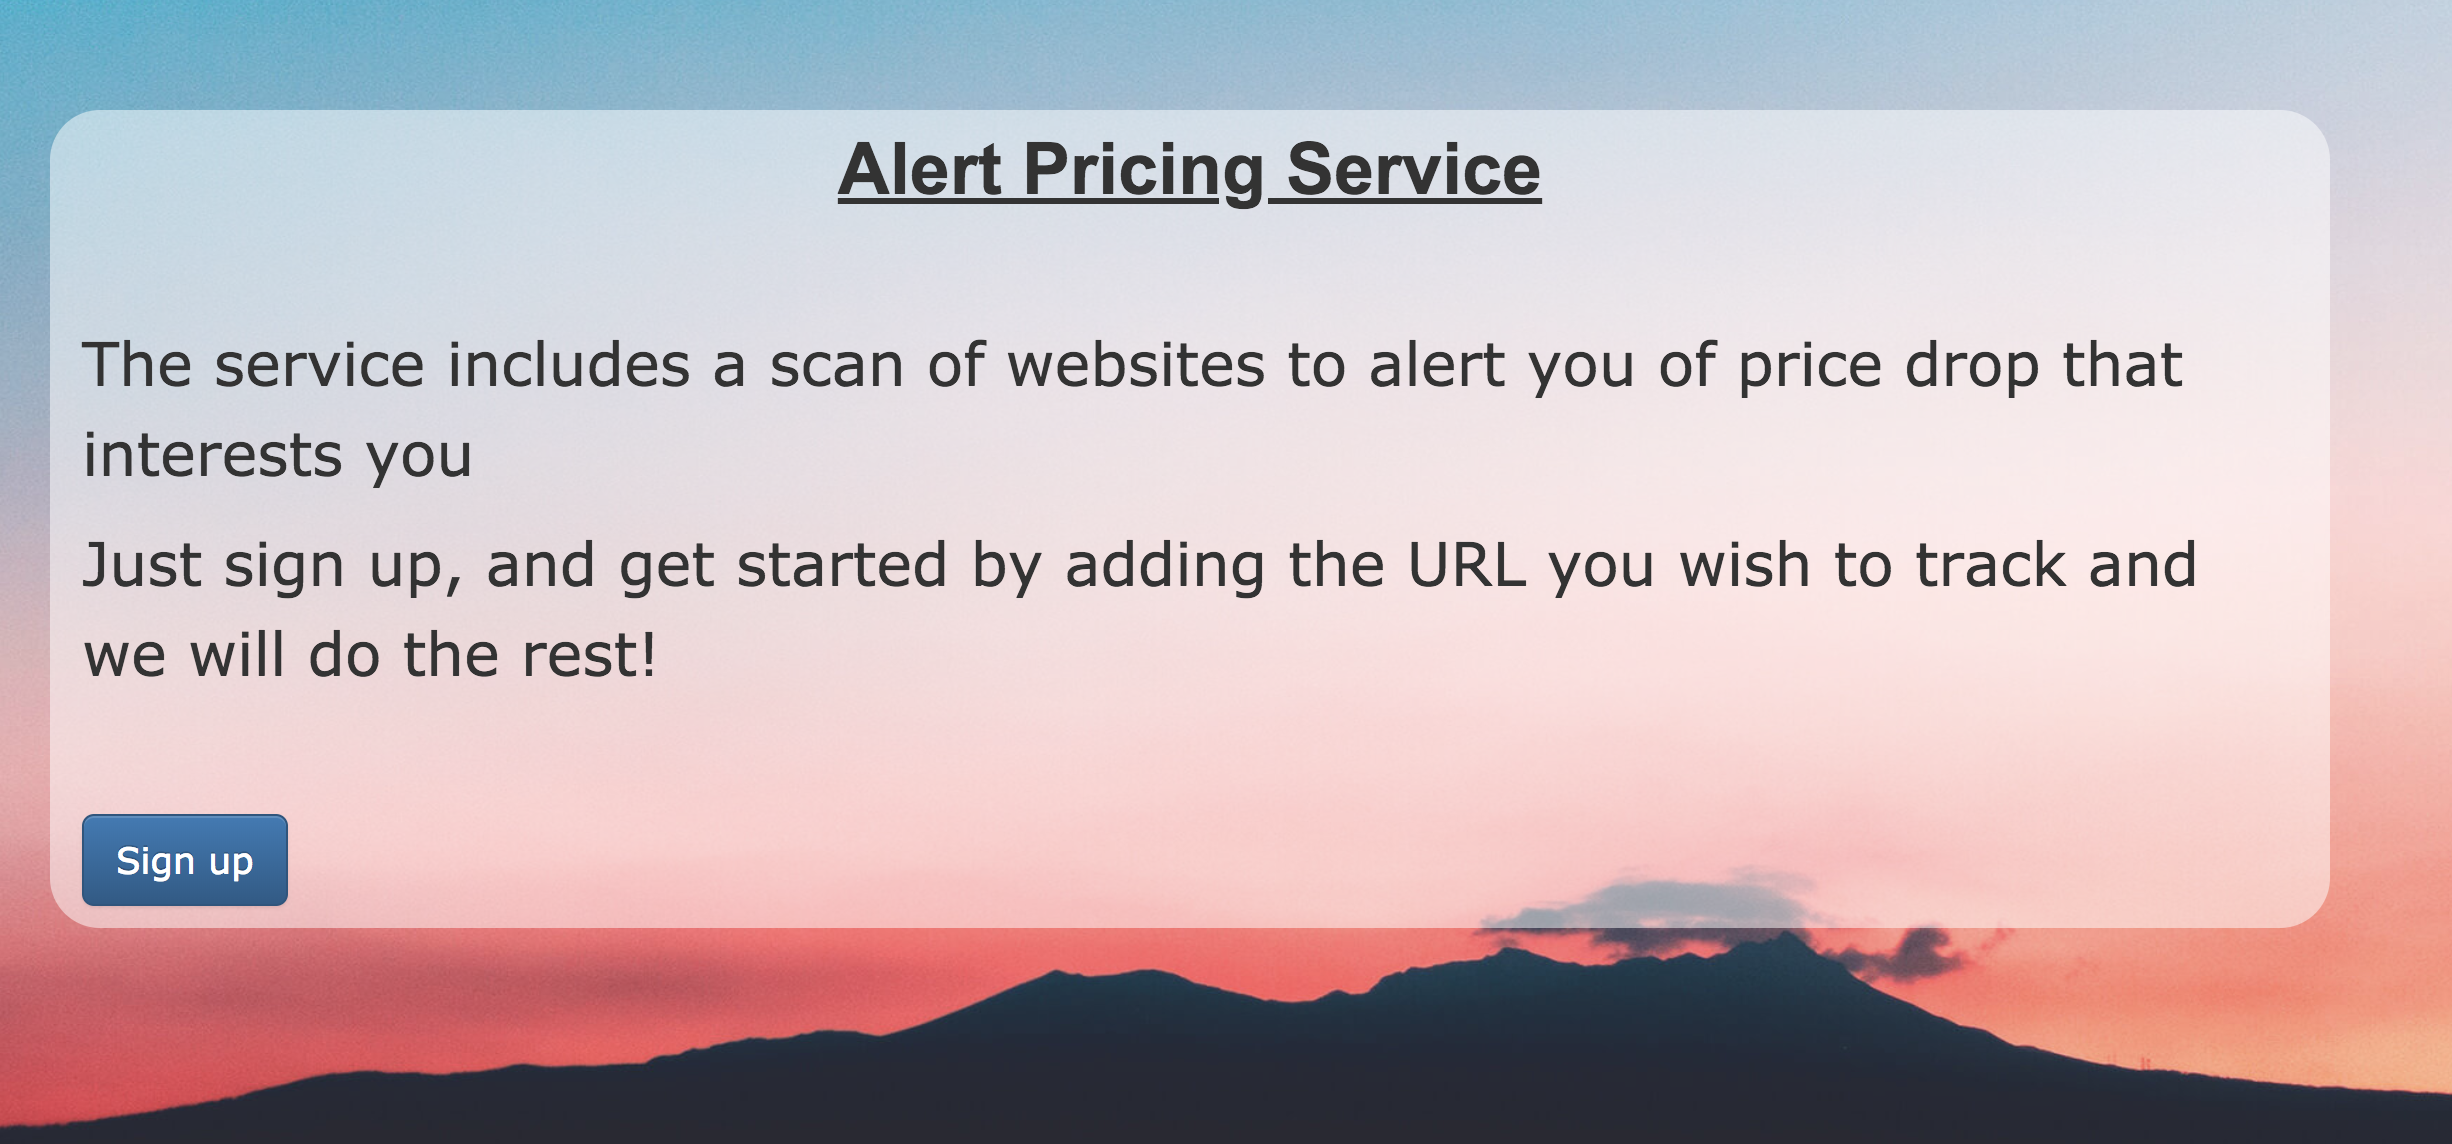 Alert Pricing Service
The service includes a scan of websites to alert you of price drop that
interests you
Just sign up, and get started by adding the URL you wish to track and
we will do the rest!
Sign up